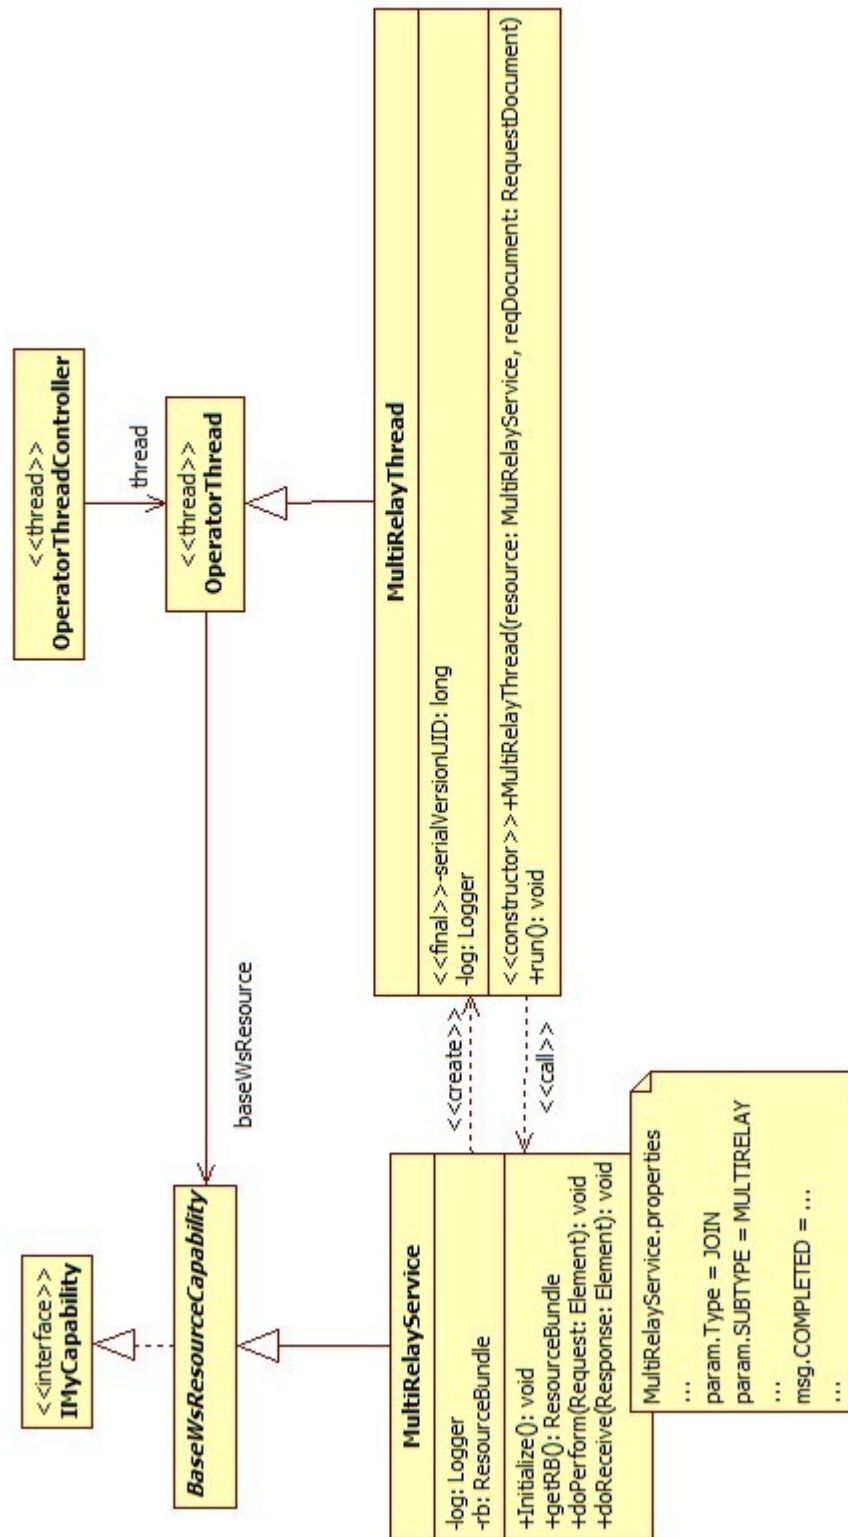 <<interface>>
IMyCapability
BaseWsResourceCapability
baseWsResource
<<thread>>
OperatorThreadController
thread
<<thread>>
OperatorThread
MultiRelayService
-log: Logger
-rb: ResourceBundle
+Initialize(): void
+getRB(): ResourceBundle
+doPerform(Request: Element): void
+doReceive(Response: Element): void
<<create>>
<<call>>
MultiRelayThread
<<final>>-serialVersionUID: long
-log: Logger
<<constructor>>+MultiRelayThread(resource: MultiRelayService, reqDocument: RequestDocument)
+run(): void
MultiRelayService.properties
...
param.Type = JOIN
param.SUBTYPE = MULTIRELAY
...
msg.COMPLETED = ...
...